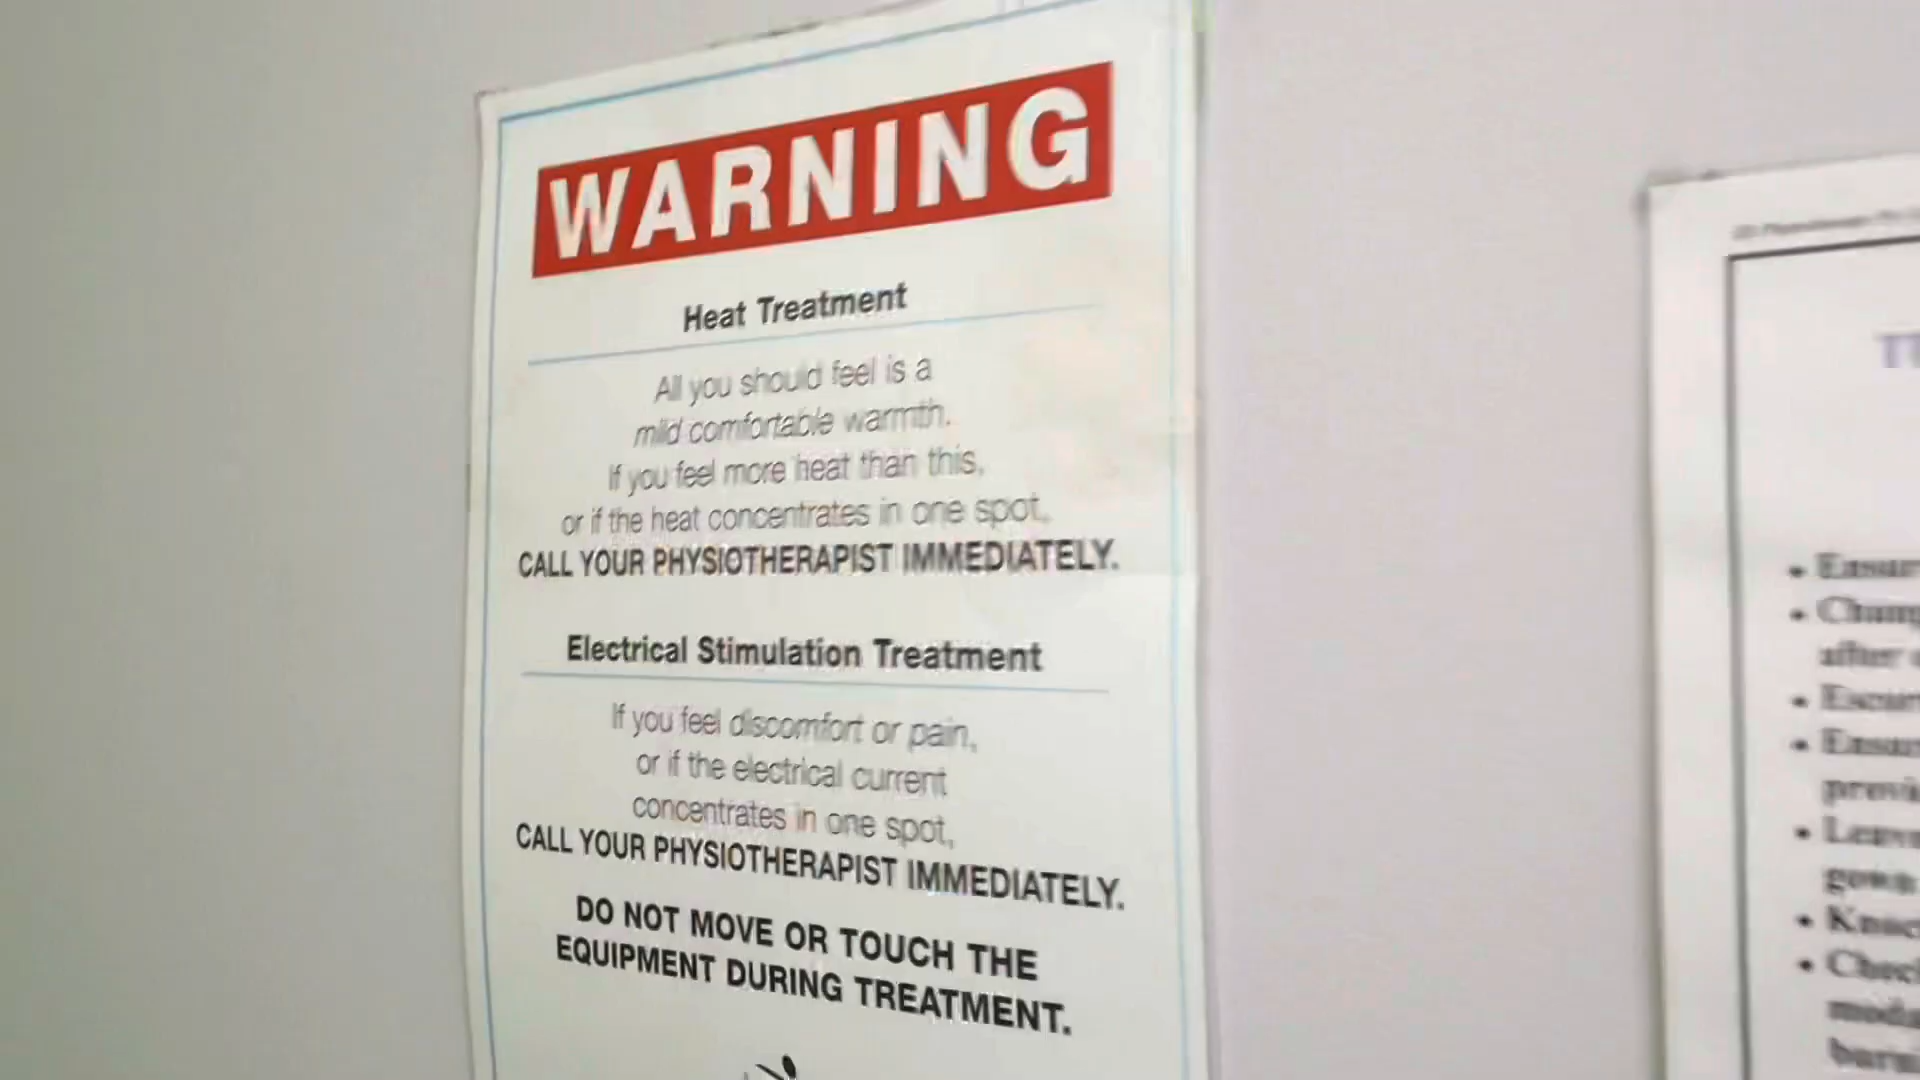 WARNING
Heat Treatment
All you should feel is a
mild comfortable warmth.
If you feel more heat than this,
or if the heat concentrates in one spot,
CALL YOUR PHYSIOTHERAPIST IMMEDIATELY.
Electrical Stimulation Treatment
If you feel discomfort or pain,
or if the electrical current
concentrates in one spot,
CALL YOUR PHYSIOTHERAPIST IMMEDIATELY.
DO NOT MOVE OR TOUCH THE
EQUIPMENT DURING TREATMENT.
after